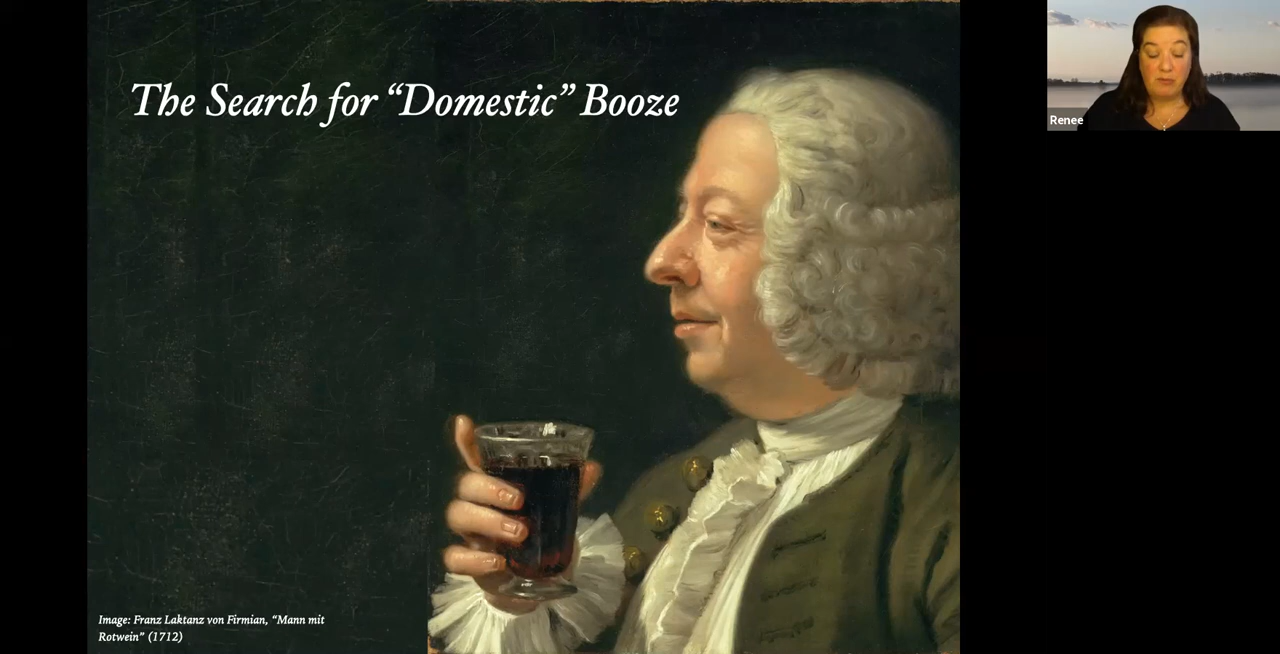 The Search for “Domestic” Booze
Renee
Image: Franz Laktanz von Firmian, “Mann mit
Rotwein” (1712)